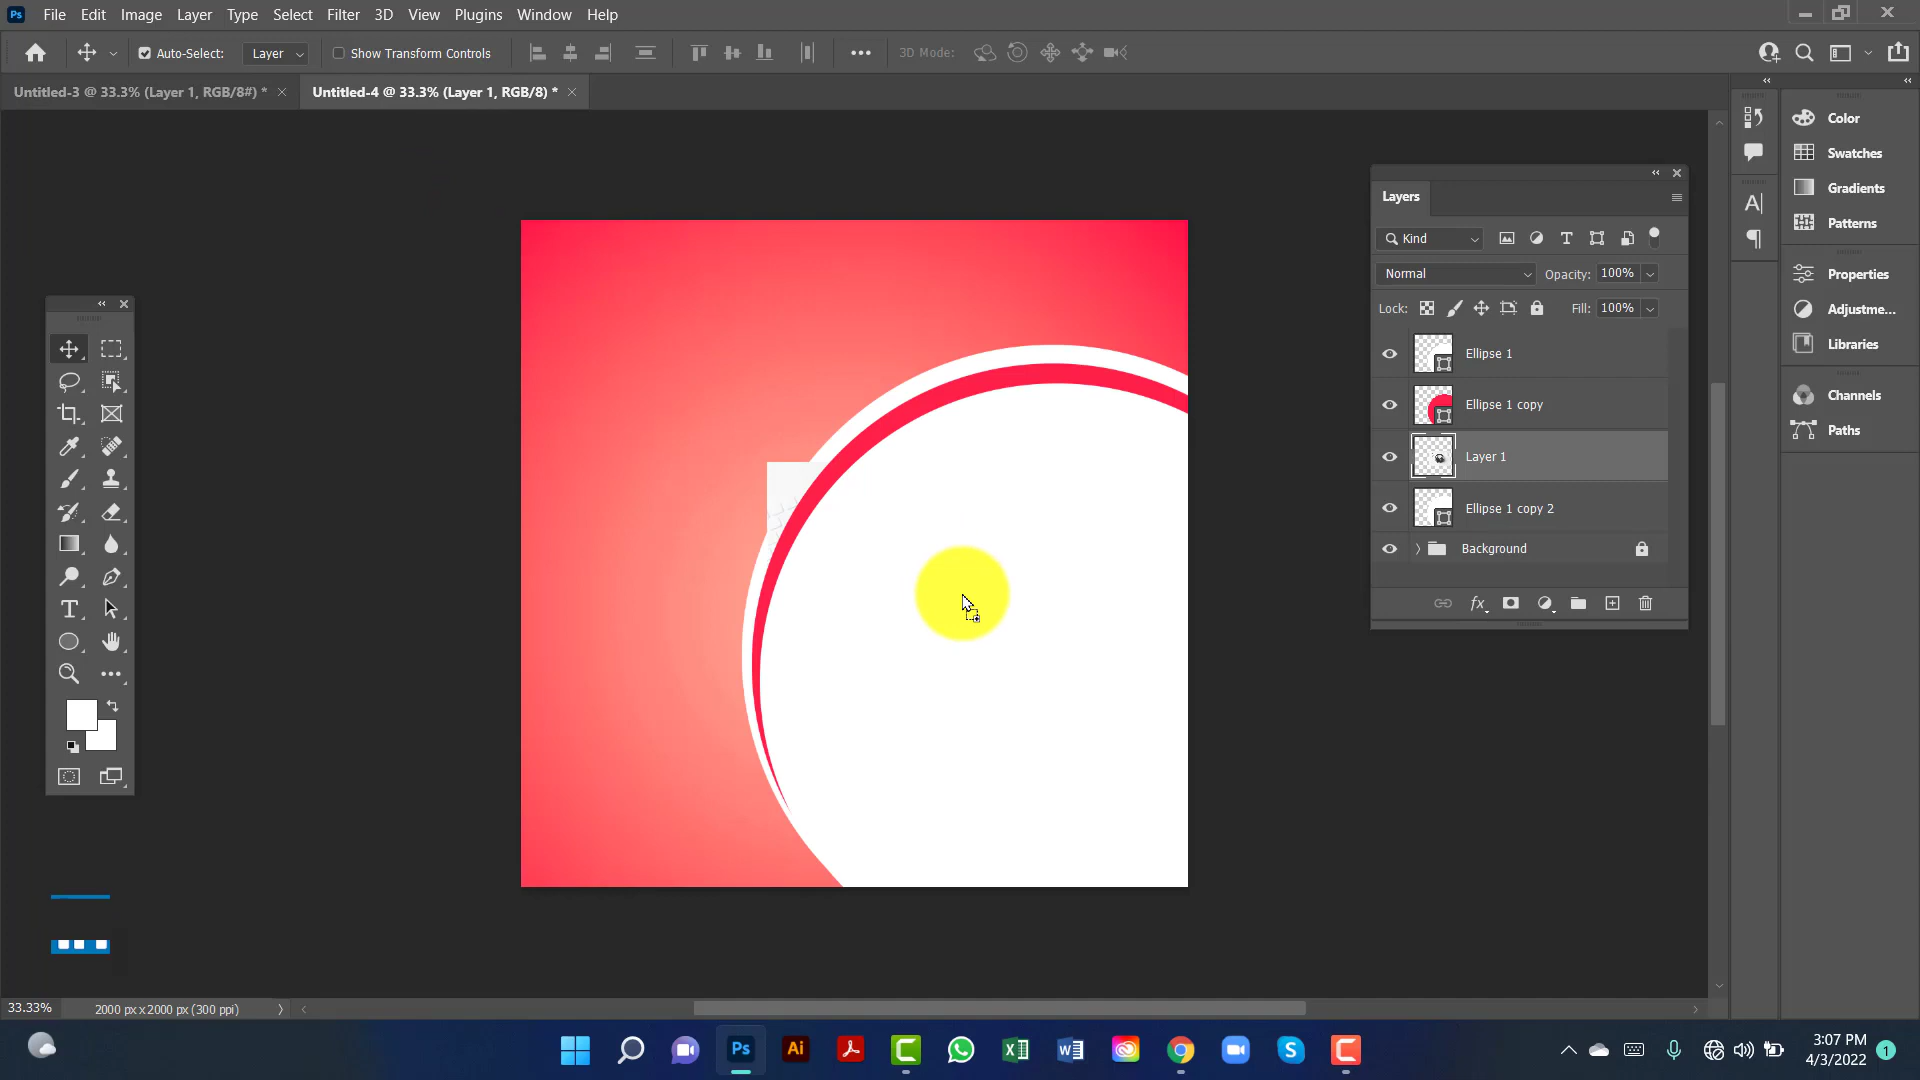 Ps File Edit Image Layer Type Select Filter 3D View Plugins Window Help
Auto-Select: Layer Show Transform Controls 3D Mode:
Untitled-3 @ 33.3% (Layer 1, RGB/8#) * Untitled-4 @ 33.3% (Layer 1, RGB/8) *
Color
Swatches
Gradients
Patterns
Properties
Adjustme...
Libraries
Channels
Paths
Layers
Kind
Normal Opacity: 100%
Lock: Fill: 100%
Ellipse 1
Ellipse 1 copy
Layer 1
Ellipse 1 copy 2
Background
fx
33.33% 2000 px x 2000 px (300 ppi)
Ps Ai
3:07 PM
4/3/2022 1